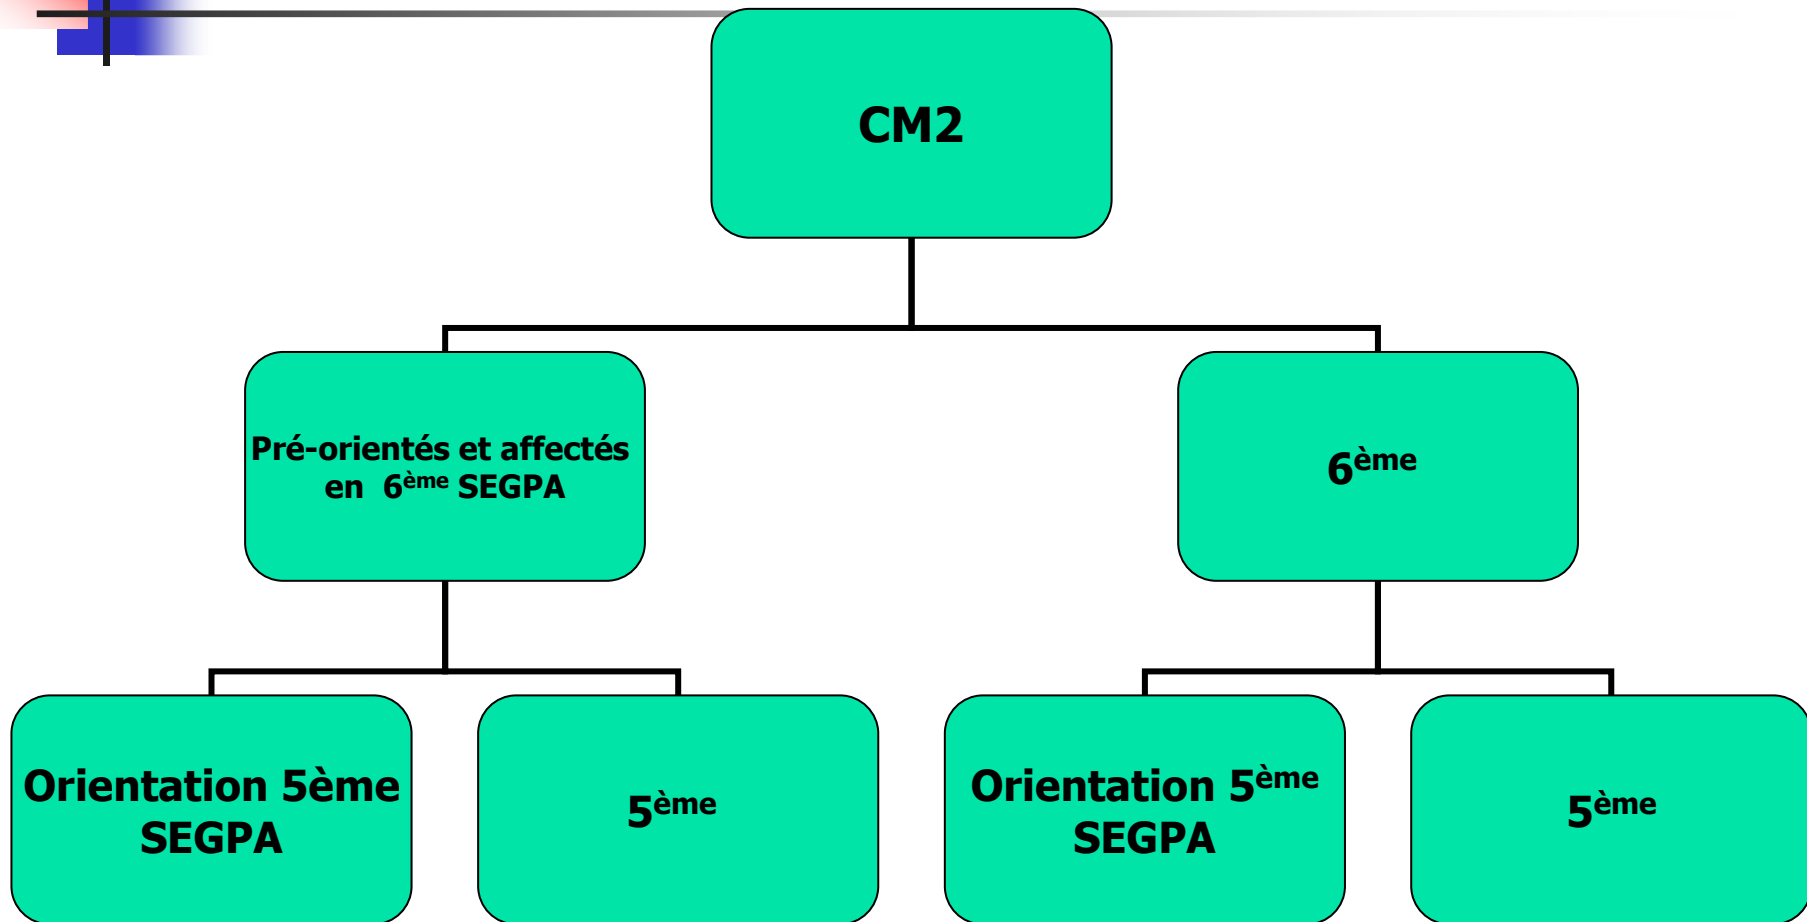 CM2
Pré-orientés et affectés
en 6ème SEGPA
6ème
Orientation 5ème
SEGPA
5ème
Orientation 5ème
SEGPA
5ème